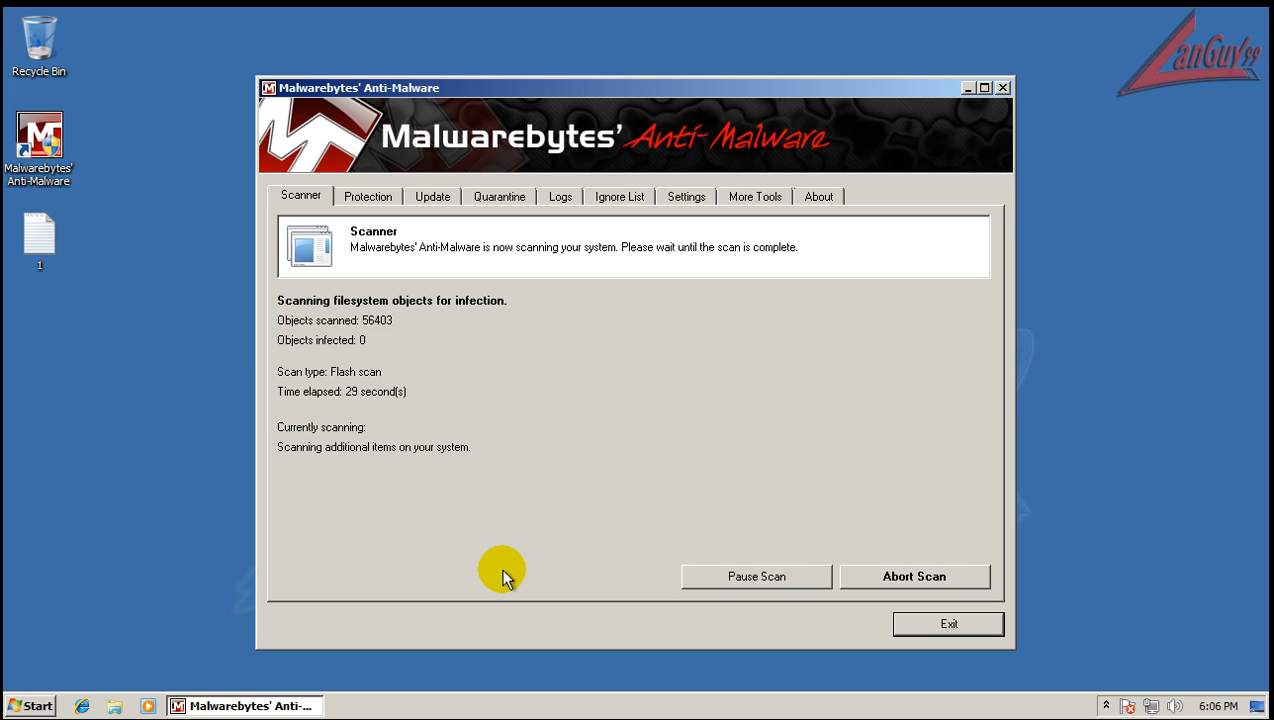 Recycle Bin
LanGuy99
Malwarebytes' Anti-Malware
Malwarebytes' Anti-Malware
Malwarebytes'
Anti-Malware
Scanner
Protection
Update
Quarantine
Logs
Ignore List
Settings
More Tools
About
1
Scanner
Malwarebytes' Anti-Malware is now scanning your system. Please wait until the scan is complete.
Scanning filesystem objects for infection.
Objects scanned: 56403
Objects infected: 0
Scan type: Flash scan
Time elapsed: 29 second(s)
Currently scanning:
Scanning additional items on your system.
Pause Scan
Abort Scan
Exit
Start
Malwarebytes' Anti-...
6:06 PM